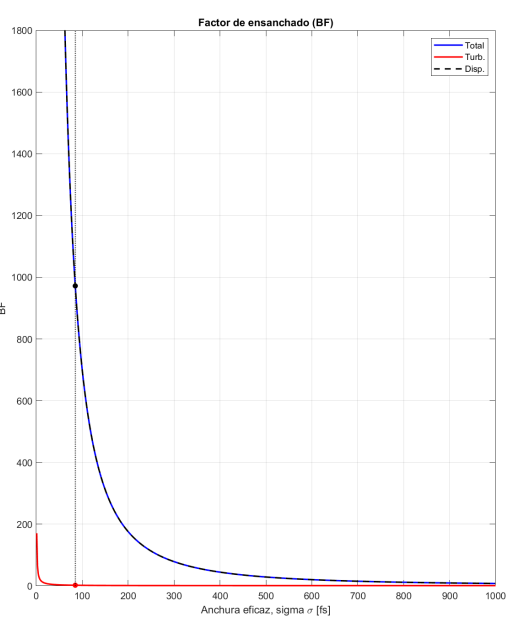 Factor de ensanchado (BF)
1800
1600
1400
1200
1000
800
600
400
200
0
BF
Total
Turb.
Disp.
0 100 200 300 400 500 600 700 800 900 1000
Anchura eficaz, sigma σ [fs]